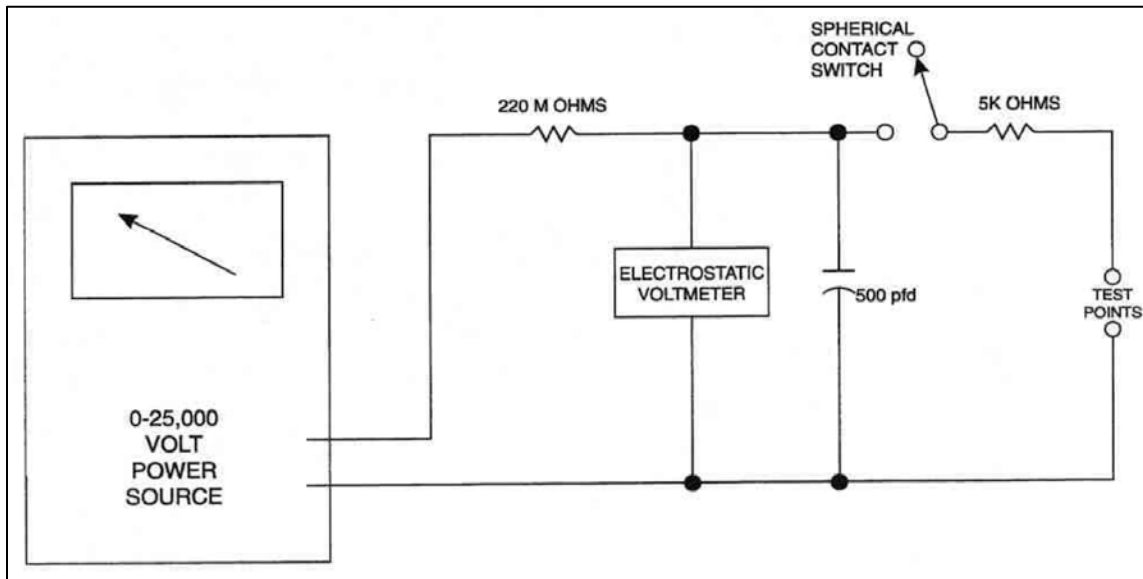 SPHERICAL
CONTACT
SWITCH
220 M OHMS
5K OHMS
ELECTROSTATIC
VOLTMETER
500 pfd
TEST
POINTS
0-25,000
VOLT
POWER
SOURCE